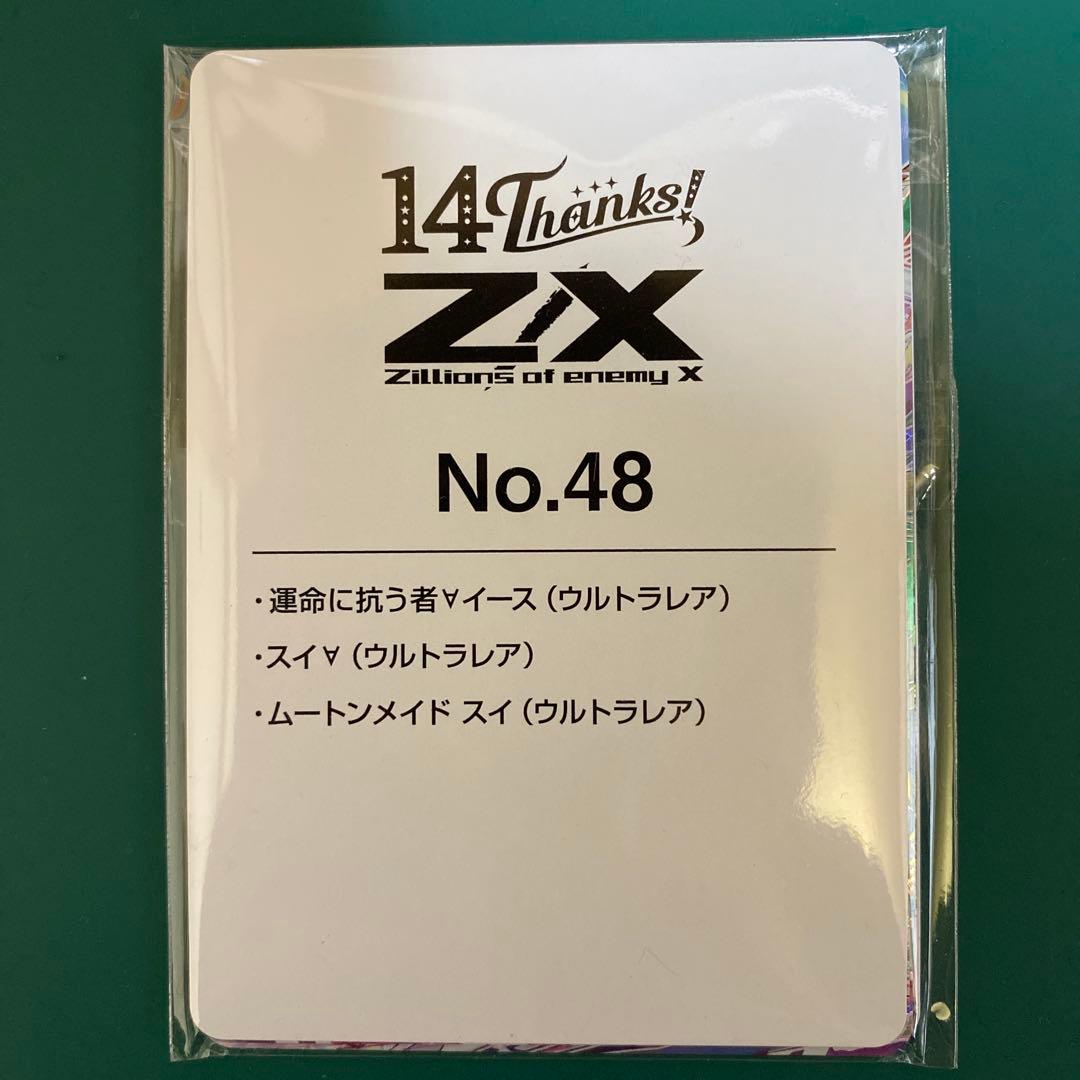 14 Thanks!
Z/X
Zillions of enemy X
No.48
・運命に抗う者∀イース（ウルトラレア）
・スイ∀（ウルトラレア）
・ムートンメイド スイ（ウルトラレア）